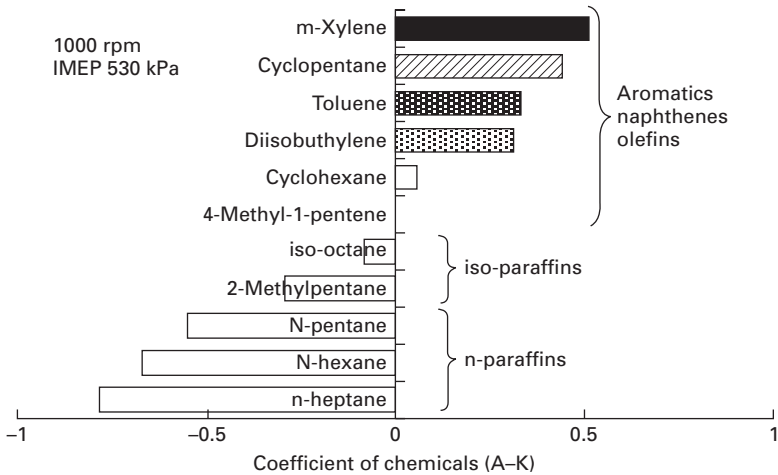 1000 rpm
IMEP 530 kPa
m-Xylene
Cyclopentane
Toluene
Diisobuthylene
Cyclohexane
4-Methyl-1-pentene
iso-octane
2-Methylpentane
N-pentane
N-hexane
n-heptane
Aromatics
naphthenes
olefins
iso-paraffins
n-paraffins
−1
−0.5
0
0.5
1
Coefficient of chemicals (A–K)